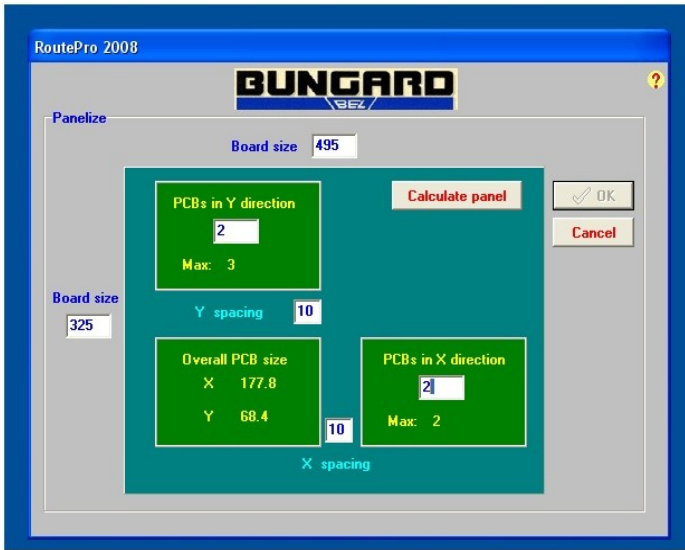 RoutePro 2008
BUNGARD
BEZ
?
Panelize
Board size 495
PCBs in Y direction
2
Max: 3
Calculate panel
OK
Cancel
Board size
325
Y spacing 10
Overall PCB size
X 177.8
Y 68.4
10
PCBs in X direction
2
Max: 2
X spacing